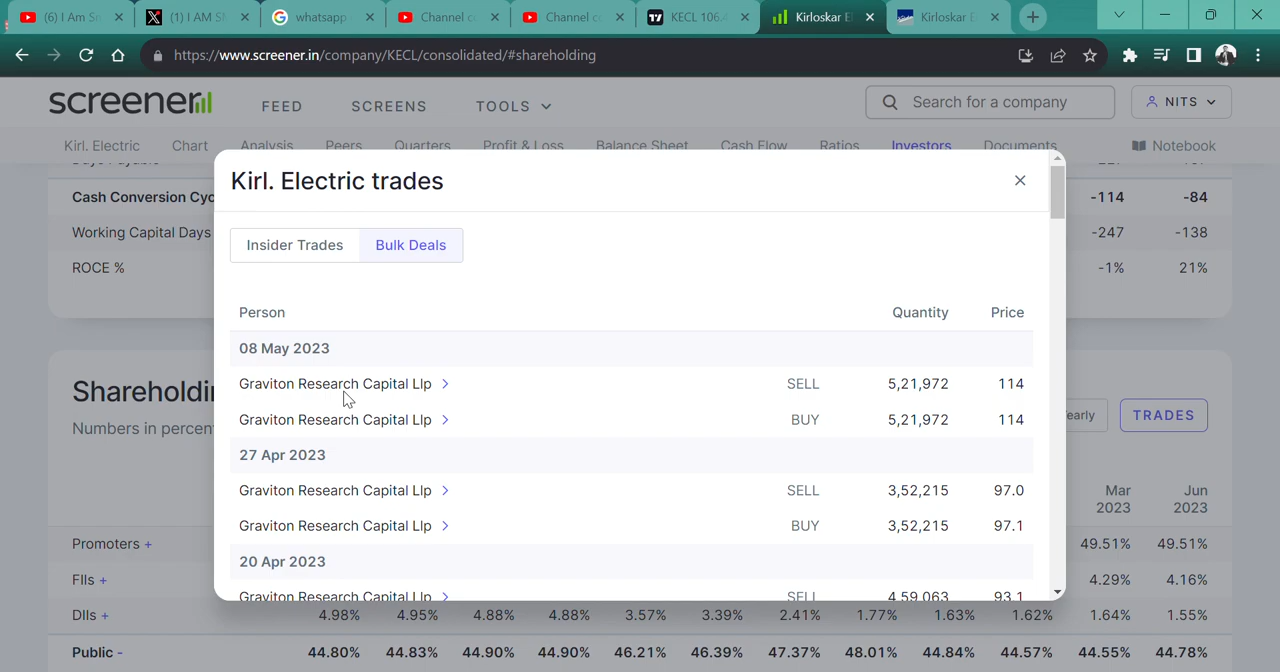 (6) I Am Sn
(1) I AM SN
whatsapp
Channel c
Channel co
KECL 106.
Kirloskar El
Kirloskar E
https://www.screener.in/company/KECL/consolidated/#shareholding
screener
FEED
SCREENS
TOOLS
Search for a company
NITS
Kirl. Electric
Chart
Analysis
Peers
Quarters
Profit & Loss
Balance Sheet
Cash Flow
Ratios
Investors
Documents
Notebook
Kirl. Electric trades
Cash Conversion Cyc
-114
-84
Working Capital Days
-247
-138
ROCE %
-1%
21%
Insider Trades
Bulk Deals
Person
Quantity
Price
08 May 2023
Graviton Research Capital Llp
SELL
5,21,972
114
Graviton Research Capital Llp
BUY
5,21,972
114
27 Apr 2023
Graviton Research Capital Llp
SELL
3,52,215
97.0
Graviton Research Capital Llp
BUY
3,52,215
97.1
20 Apr 2023
Graviton Research Capital Llp
SELL
4,59,063
93.1
Shareholdin
Numbers in percent
early
TRADES
Mar
2023
Jun
2023
Promoters +
49.51%
49.51%
FIIs +
4.29%
4.16%
DIIs +
4.98%
4.95%
4.88%
4.88%
3.57%
3.39%
2.41%
1.77%
1.63%
1.62%
1.64%
1.55%
Public -
44.80%
44.83%
44.90%
44.90%
46.21%
46.39%
47.37%
48.01%
44.84%
44.57%
44.55%
44.78%